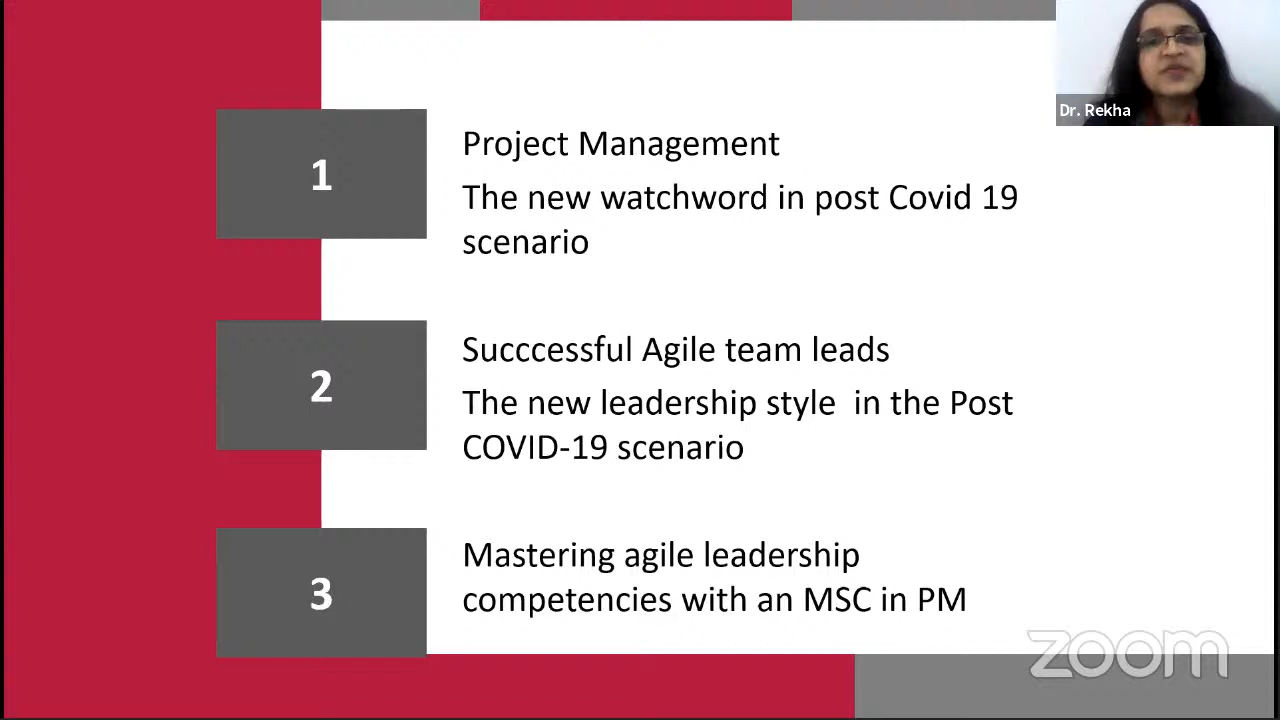 Dr. Rekha
1
Project Management
The new watchword in post Covid 19
scenario
2
Succcessful Agile team leads
The new leadership style  in the Post
COVID-19 scenario
3
Mastering agile leadership
competencies with an MSC in PM
zoom